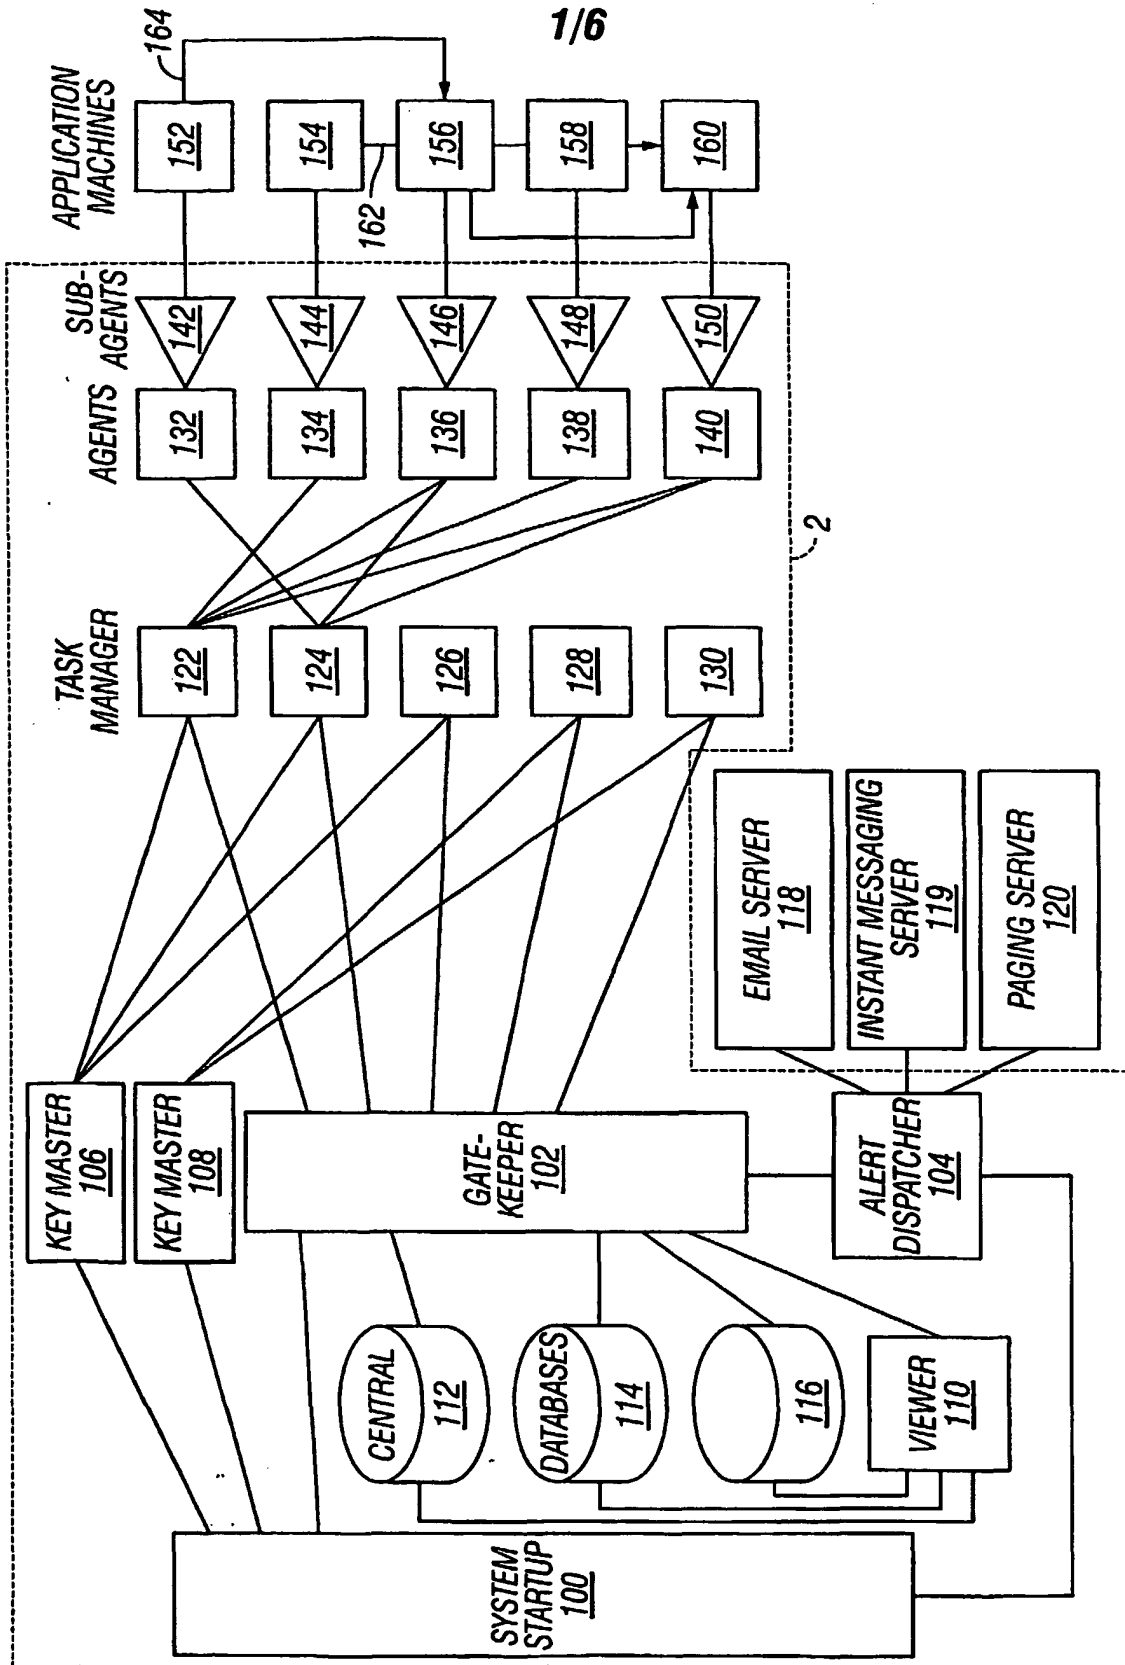 1/6
APPLICATION
MACHINES
152
154
156
158
160
164
162
SUB-
AGENTS
142
144
146
148
150
AGENTS
132
134
136
138
140
2
TASK
MANAGER
122
124
126
128
130
EMAIL SERVER
118
INSTANT MESSAGING
SERVER
119
PAGING SERVER
120
KEY MASTER
106
KEY MASTER
108
GATE-
KEEPER
102
ALERT
DISPATCHER
104
CENTRAL
112
DATABASES
114
116
VIEWER
110
SYSTEM
STARTUP
100